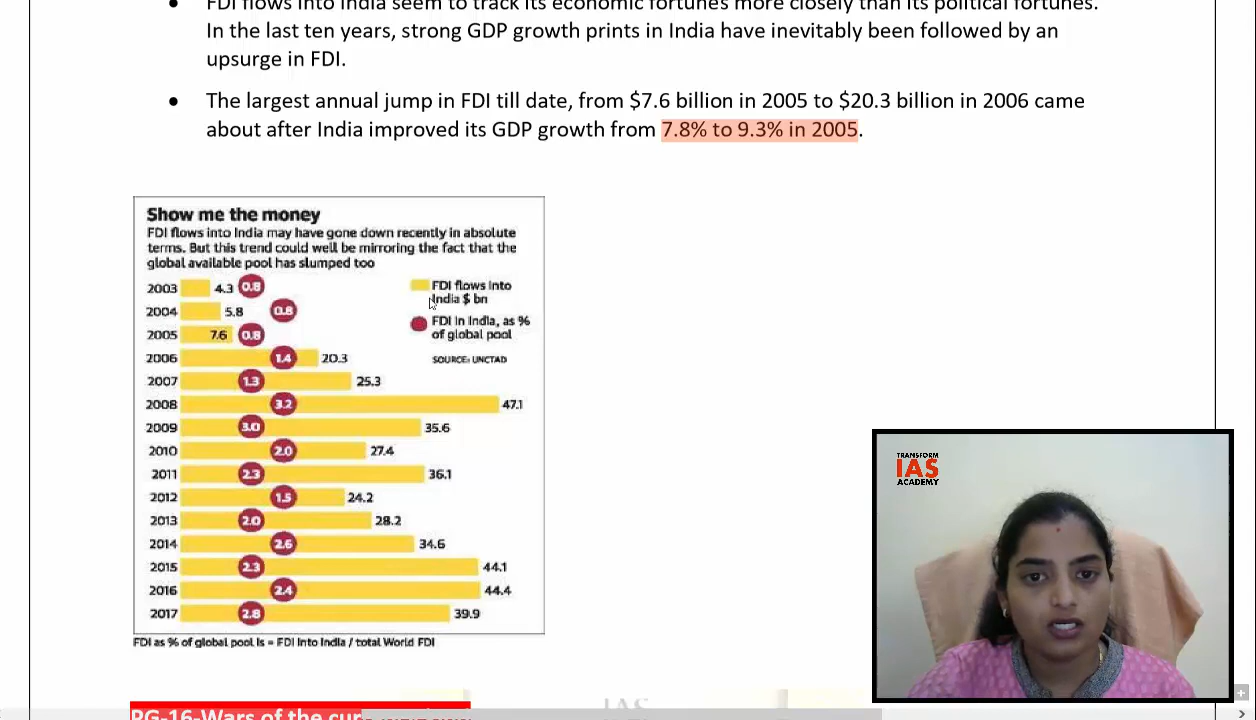 FDI flows into India seem to track its economic fortunes more closely than its political fortunes.
In the last ten years, strong GDP growth prints in India have inevitably been followed by an
upsurge in FDI.
The largest annual jump in FDI till date, from $7.6 billion in 2005 to $20.3 billion in 2006 came
about after India improved its GDP growth from 7.8% to 9.3% in 2005.
Show me the money
FDI flows into India may have gone down recently in absolute
terms. But this trend could well be mirroring the fact that the
global available pool has slumped too
FDI flows into
India $ bn
FDI in India, as %
of global pool
SOURCE: UNCTAD
2003 4.3 0.8
2004 5.8 0.8
2005 7.6 0.8
2006 1.4 20.3
2007 1.3 25.3
2008 3.2 47.1
2009 3.0 35.6
2010 2.0 27.4
2011 2.3 36.1
2012 1.5 24.2
2013 2.0 28.2
2014 2.6 34.6
2015 2.3 44.1
2016 2.4 44.4
2017 2.8 39.9
FDI as % of global pool is = FDI into India / total World FDI
TRANSFORM
IAS
ACADEMY
PG-16-Wars of the
IAS